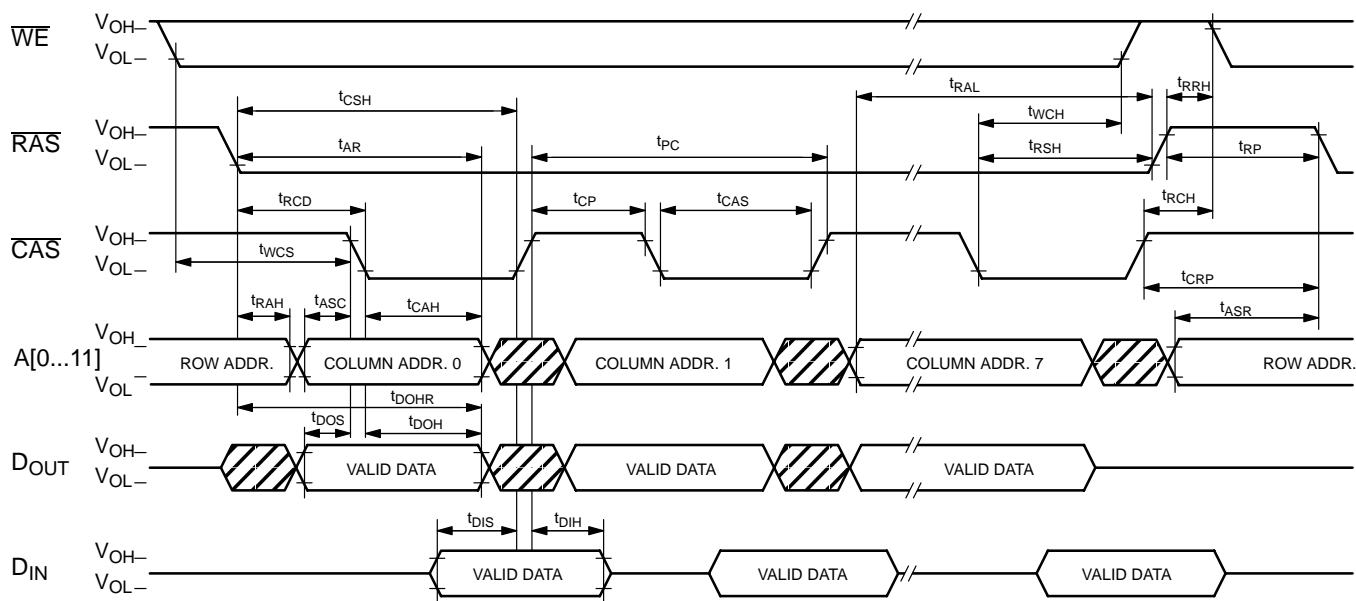 WE
VOH
VOL
tCSH
tRAL
tRRH
tWCH
RAS
VOH
VOL
tAR
tPC
tRSH
tRP
tRCD
tCP
tCAS
tRCH
CAS
VOH
VOL
tWCS
tCRP
tRAH
tASC
tCAH
tASR
A[0...11]
VOH
VOL
ROW ADDR.
COLUMN ADDR. 0
COLUMN ADDR. 1
COLUMN ADDR. 7
ROW ADDR.
tDOHR
tDOS
tDOH
DOUT
VOH
VOL
VALID DATA
VALID DATA
VALID DATA
tDIS
tDIH
DIN
VOH
VOL
VALID DATA
VALID DATA
VALID DATA